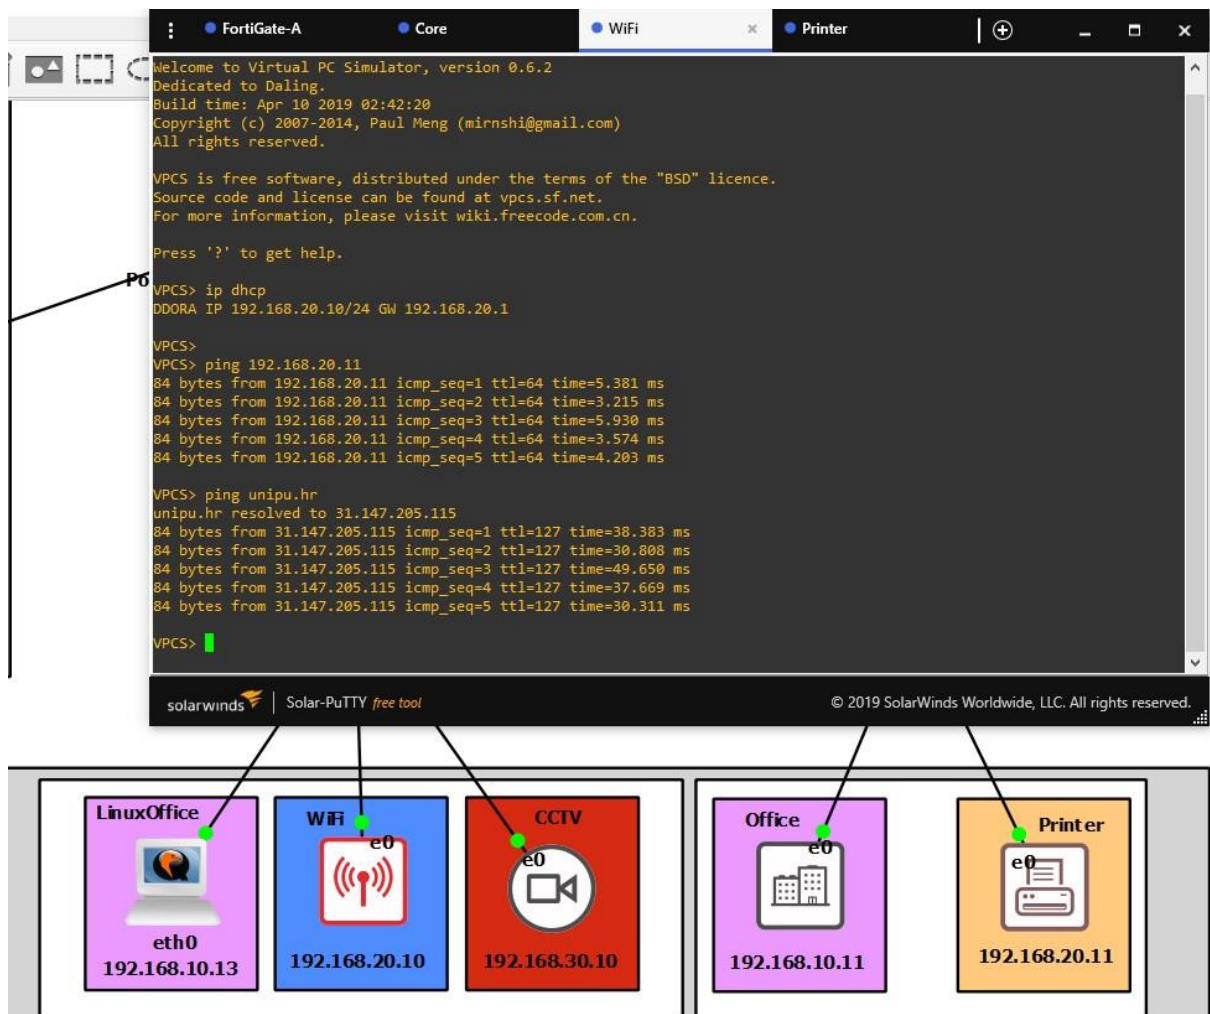 FortiGate-A
Core
WiFi
Printer
Welcome to Virtual PC Simulator, version 0.6.2
Dedicated to Daling.
Build time: Apr 10 2019 02:42:20
Copyright (c) 2007-2014, Paul Meng (mirnshi@gmail.com)
All rights reserved.
VPCS is free software, distributed under the terms of the "BSD" licence.
Source code and license can be found at vpcs.sf.net.
For more information, please visit wiki.freecode.com.cn.
Press '?' to get help.
Po
VPCS> ip dhcp
DDORA IP 192.168.20.10/24 GW 192.168.20.1
VPCS>
VPCS> ping 192.168.20.11
84 bytes from 192.168.20.11 icmp_seq=1 ttl=64 time=5.381 ms
84 bytes from 192.168.20.11 icmp_seq=2 ttl=64 time=3.215 ms
84 bytes from 192.168.20.11 icmp_seq=3 ttl=64 time=5.930 ms
84 bytes from 192.168.20.11 icmp_seq=4 ttl=64 time=3.574 ms
84 bytes from 192.168.20.11 icmp_seq=5 ttl=64 time=4.203 ms
VPCS> ping unipu.hr
unipu.hr resolved to 31.147.205.115
84 bytes from 31.147.205.115 icmp_seq=1 ttl=127 time=38.383 ms
84 bytes from 31.147.205.115 icmp_seq=2 ttl=127 time=30.808 ms
84 bytes from 31.147.205.115 icmp_seq=3 ttl=127 time=49.650 ms
84 bytes from 31.147.205.115 icmp_seq=4 ttl=127 time=37.669 ms
84 bytes from 31.147.205.115 icmp_seq=5 ttl=127 time=30.311 ms
VPCS>
solarwinds
Solar-PuTTY free tool
© 2019 SolarWinds Worldwide, LLC. All rights reserved.
LinuxOffice
eth0
192.168.10.13
WiFi
e0
192.168.20.10
CCTV
e0
192.168.30.10
Office
e0
192.168.10.11
Printer
e0
192.168.20.11